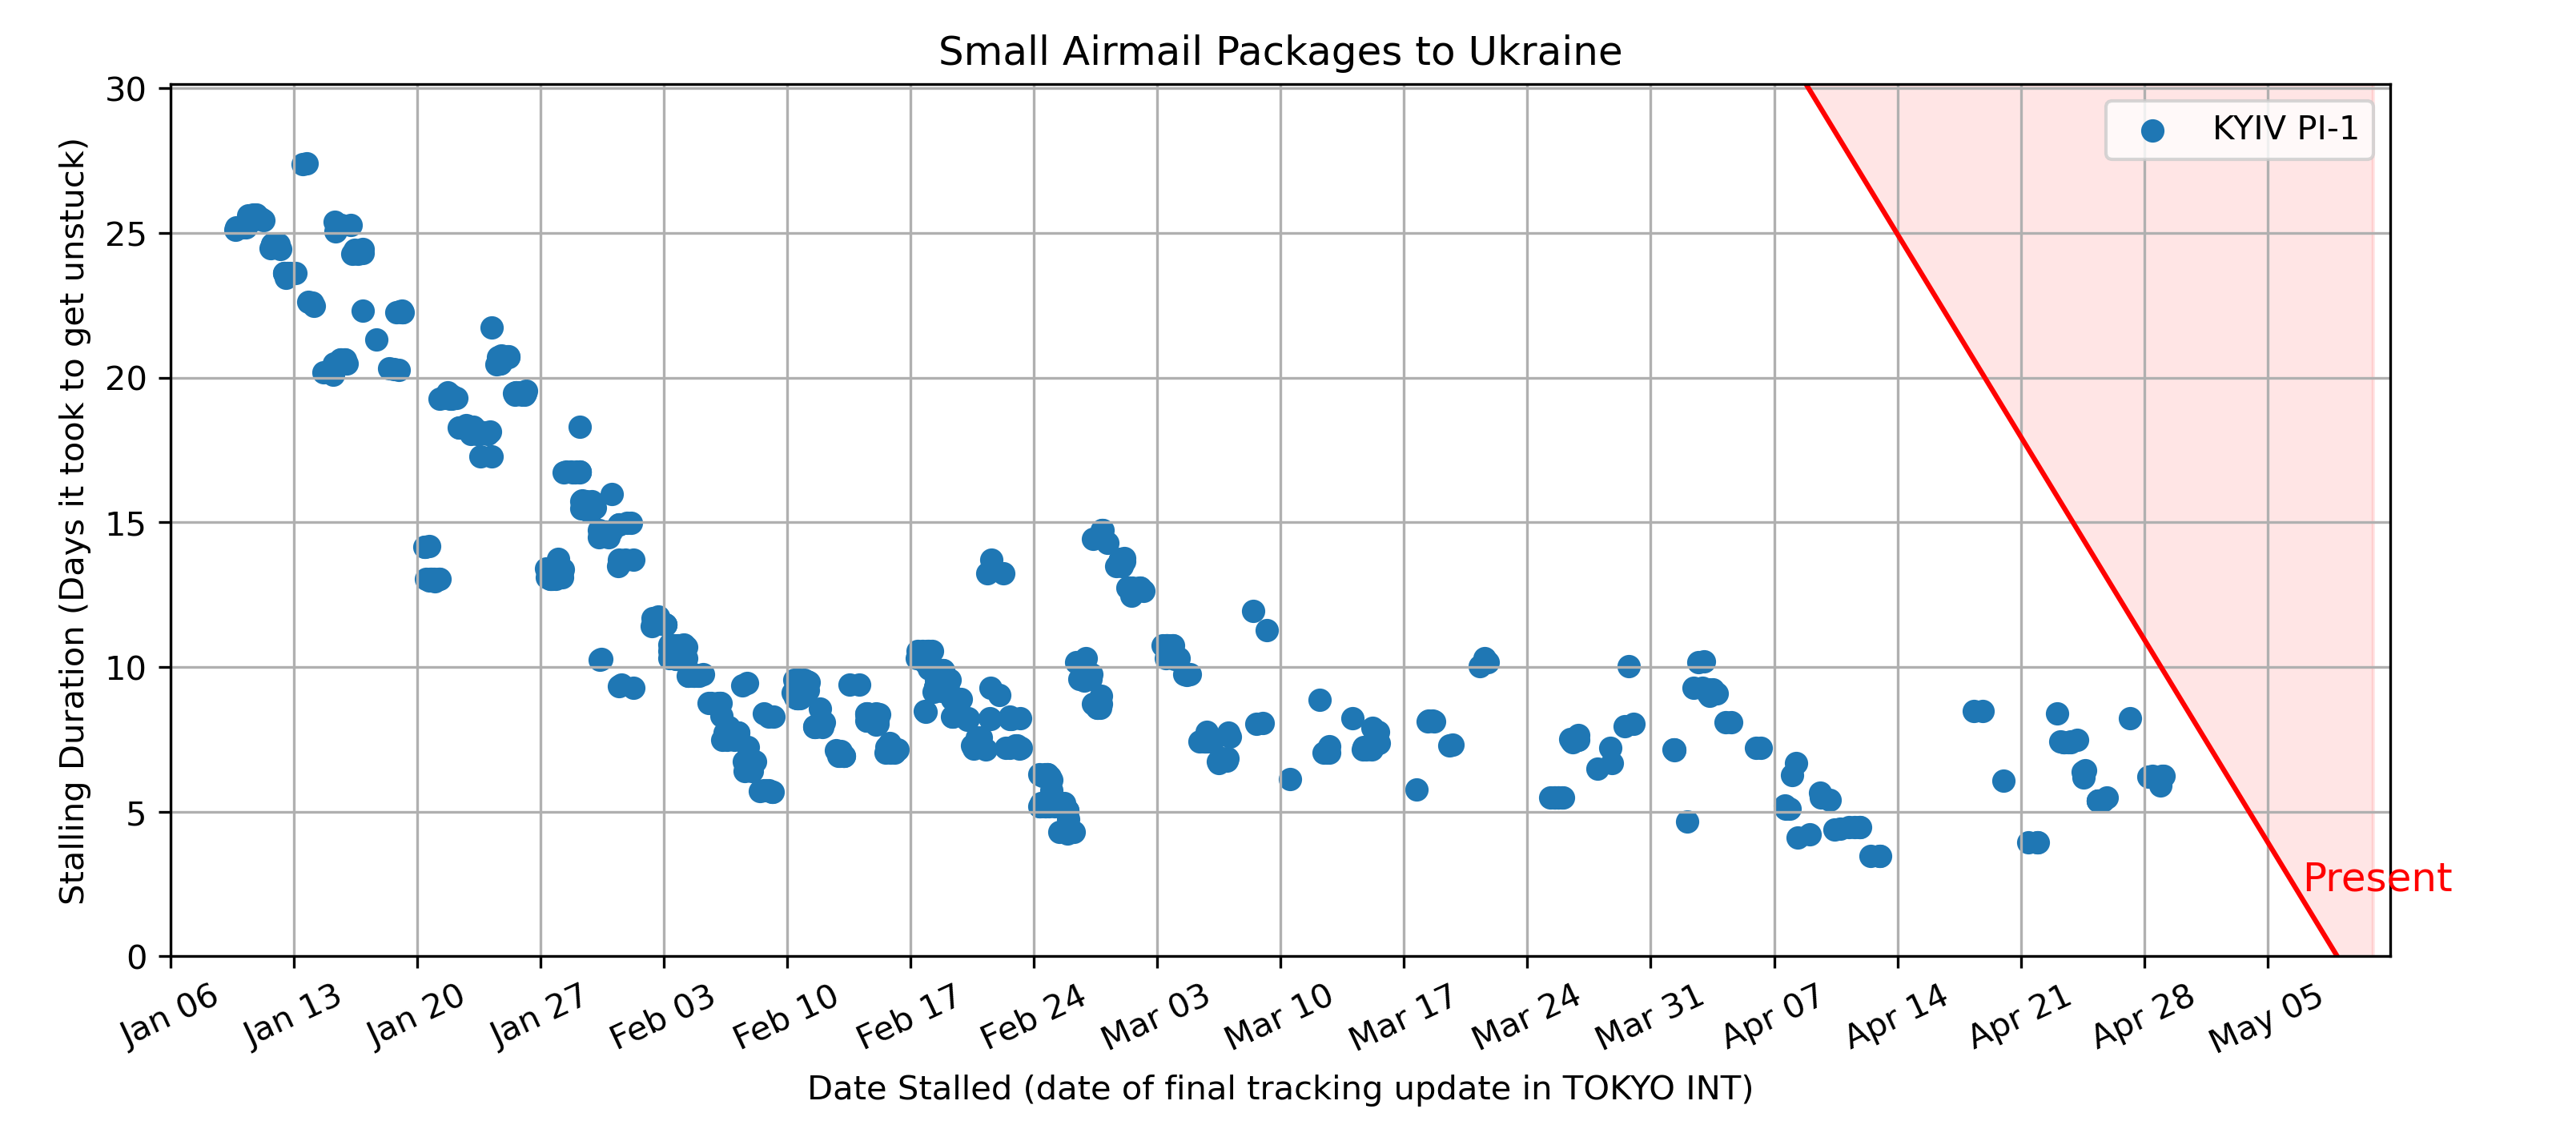 Small Airmail Packages to Ukraine
KYIV PI-1
Stalling Duration (Days it took to get unstuck)
30
25
20
15
10
5
0
Present
Jan 06
Jan 13
Jan 20
Jan 27
Feb 03
Feb 10
Feb 17
Feb 24
Mar 03
Mar 10
Mar 17
Mar 24
Mar 31
Apr 07
Apr 14
Apr 21
Apr 28
May 05
Date Stalled (date of final tracking update in TOKYO INT)